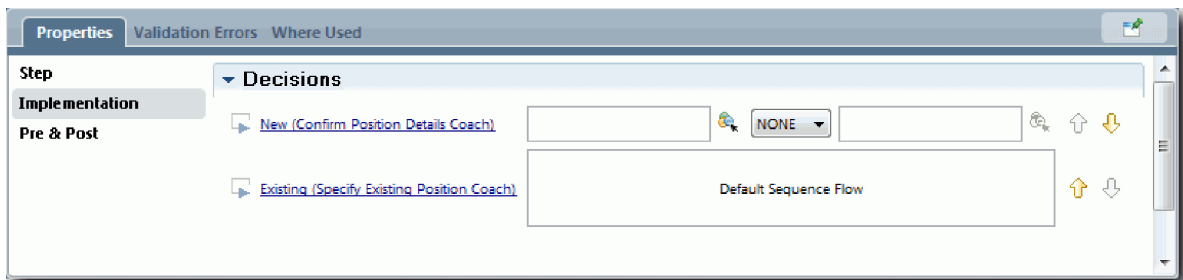 Properties Validation Errors Where Used
Step
Implementation
Pre & Post
Decisions
New (Confirm Position Details Coach) NONE
Existing (Specify Existing Position Coach) Default Sequence Flow